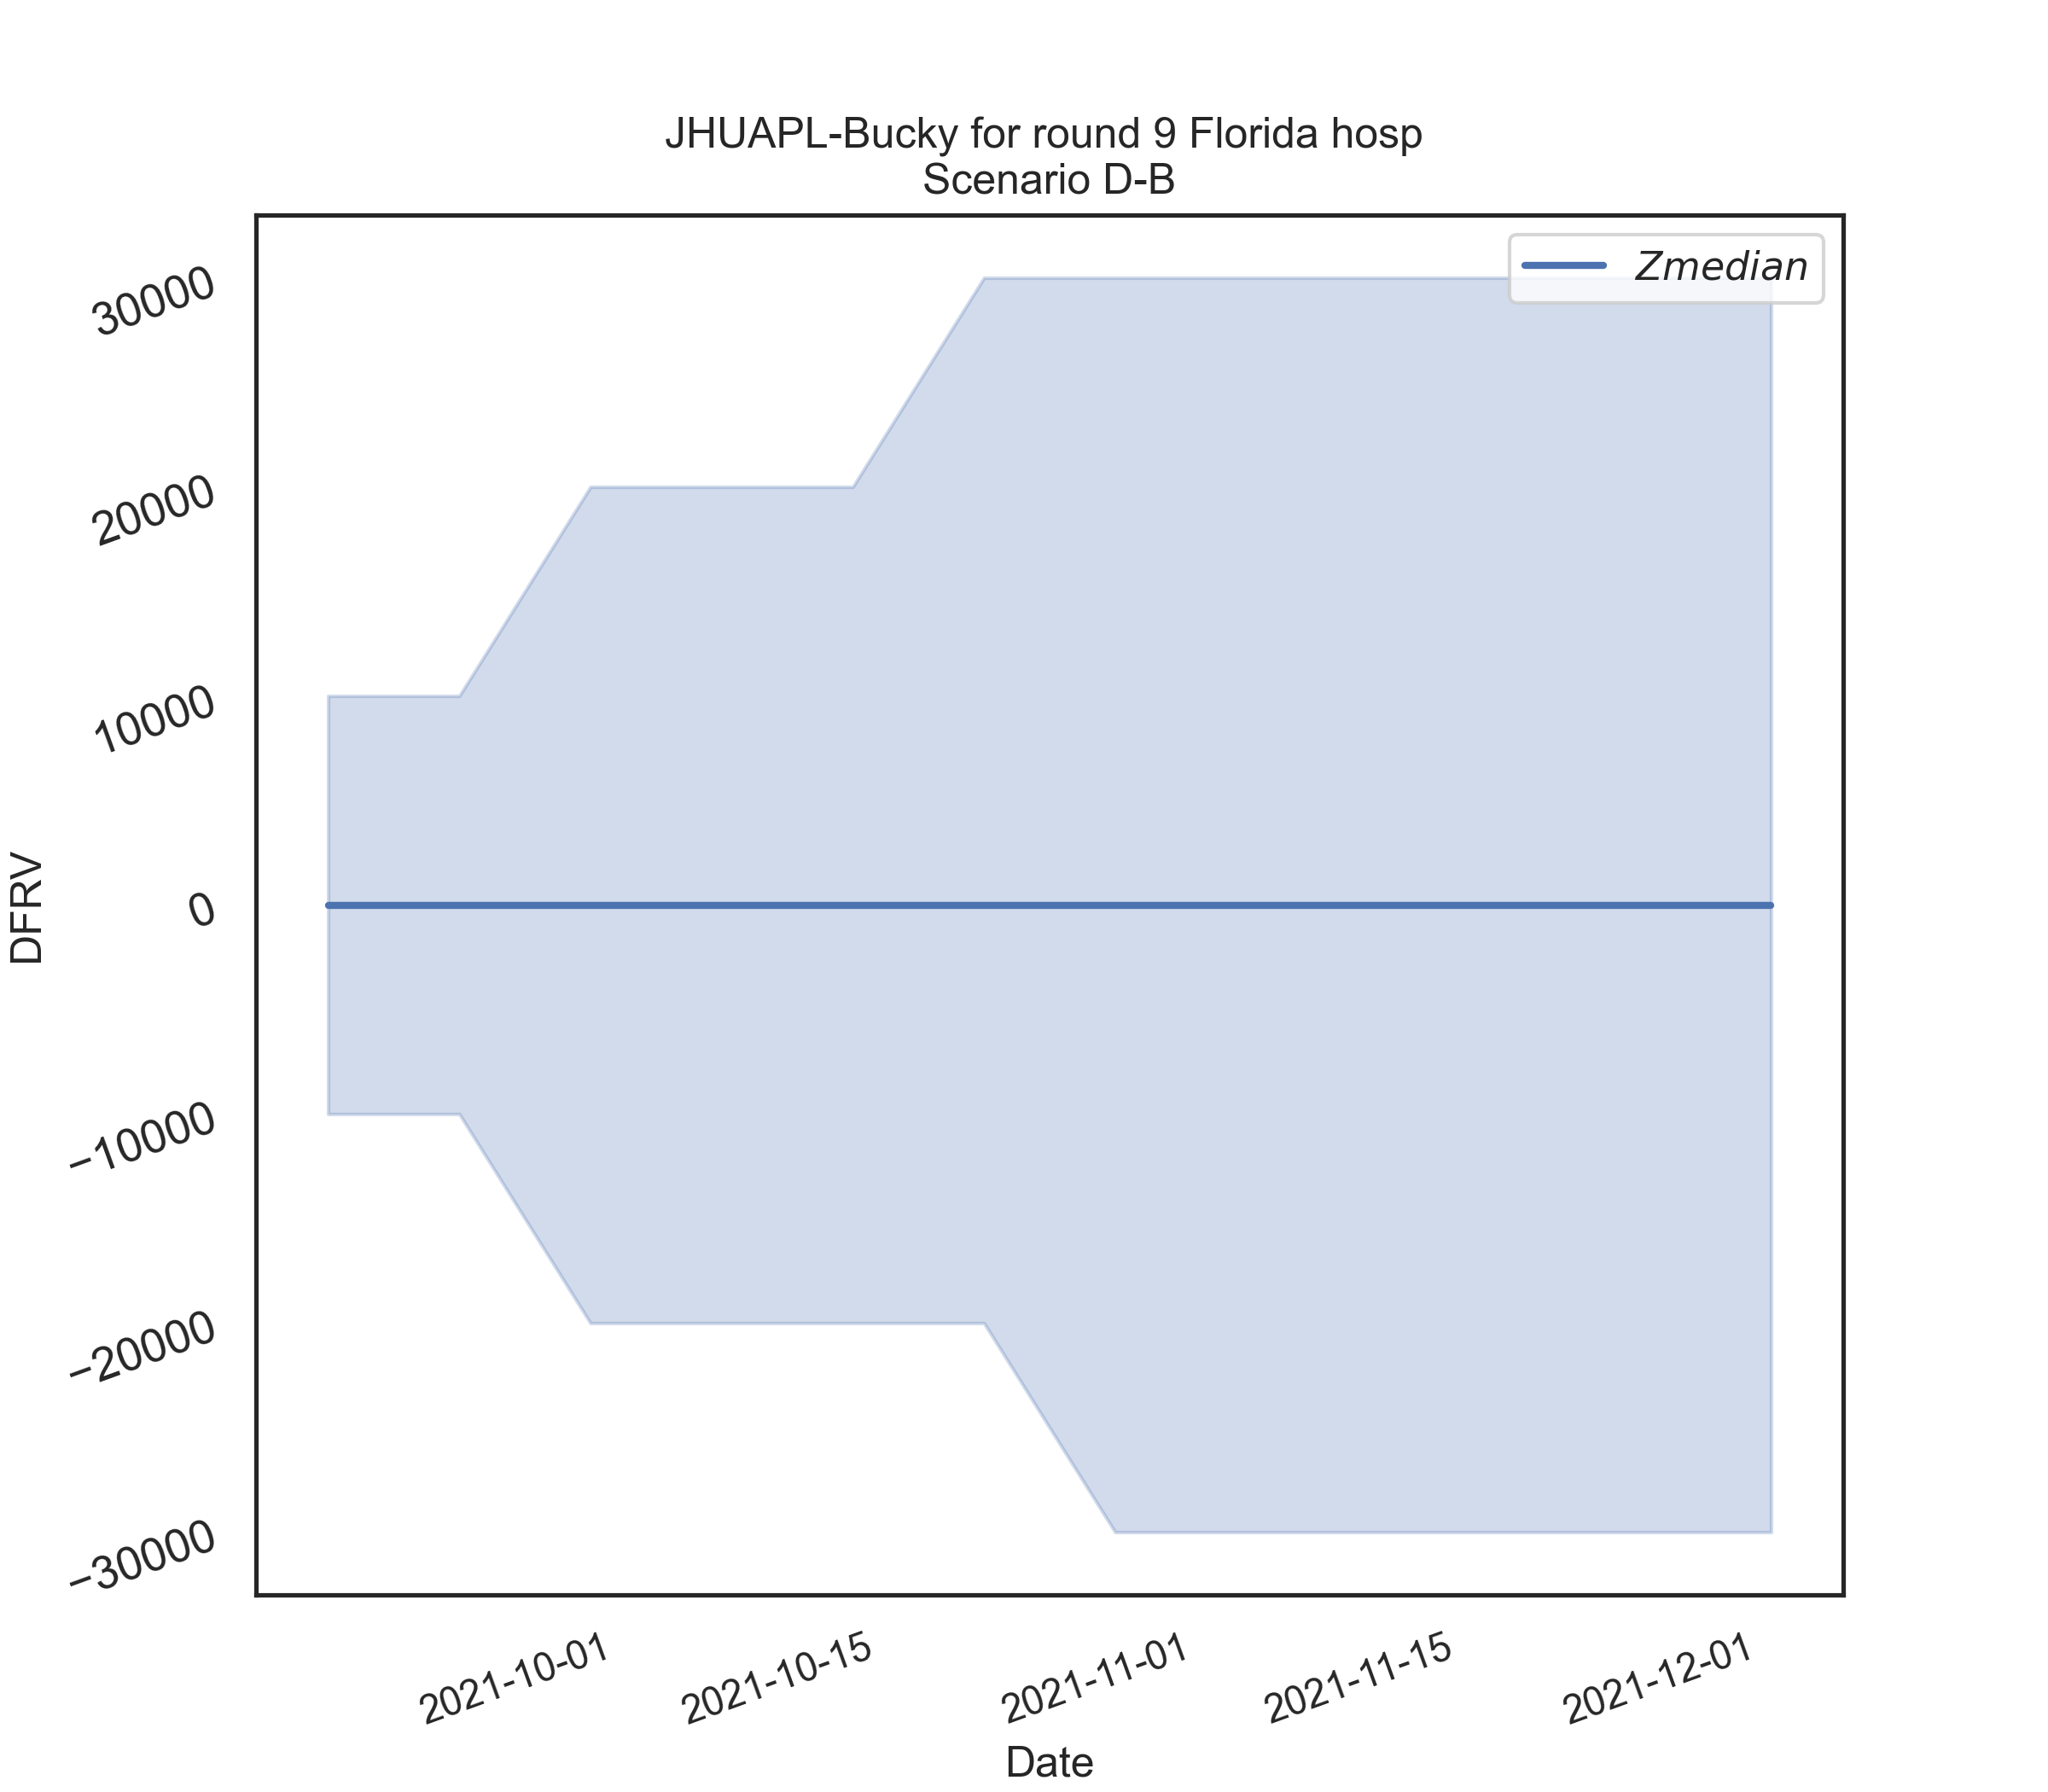 JHUAPL-Bucky for round 9 Florida hosp
Scenario D-B
Zmedian
30000
20000
10000
0
−10000
−20000
−30000
DFRV
2021-10-01
2021-10-15
2021-11-01
2021-11-15
2021-12-01
Date